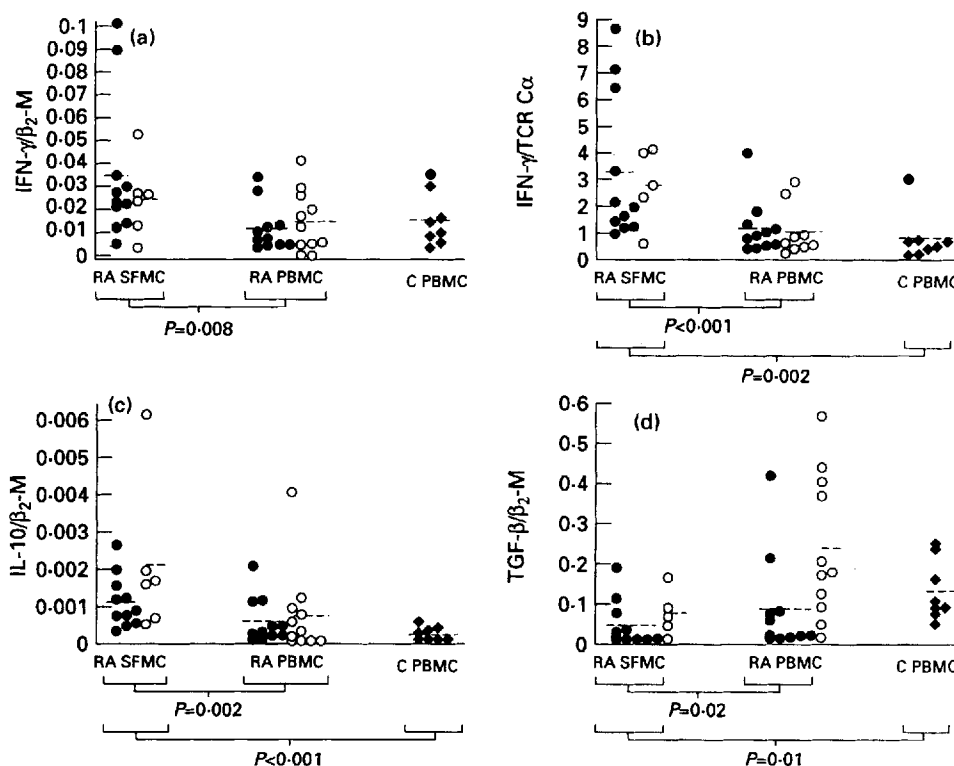 (a)
IFN-γ/β₂-M
0·1
0·09
0·08
0·07
0·06
0·05
0·04
0·03
0·02
0·01
0
RA SFMC RA PBMC C PBMC
P=0·008
(b)
IFN-γ/TCR Cα
9
8
7
6
5
4
3
2
1
0
RA SFMC RA PBMC C PBMC
P<0·001
P=0·002
(c)
IL-10/β₂-M
0·006
0·005
0·004
0·003
0·002
0·001
0
RA SFMC RA PBMC C PBMC
P=0·002
P<0·001
(d)
TGF-β/β₂-M
0·6
0·5
0·4
0·3
0·2
0·1
0
RA SFMC RA PBMC C PBMC
P=0·02
P=0·01